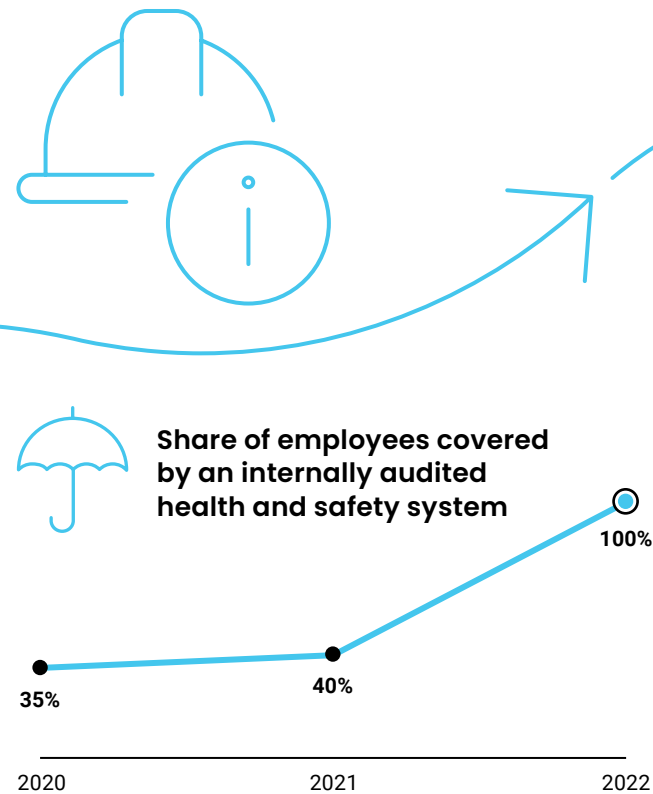 Share of employees covered
by an internally audited
health and safety system
100%
40%
35%
2020 2021 2022